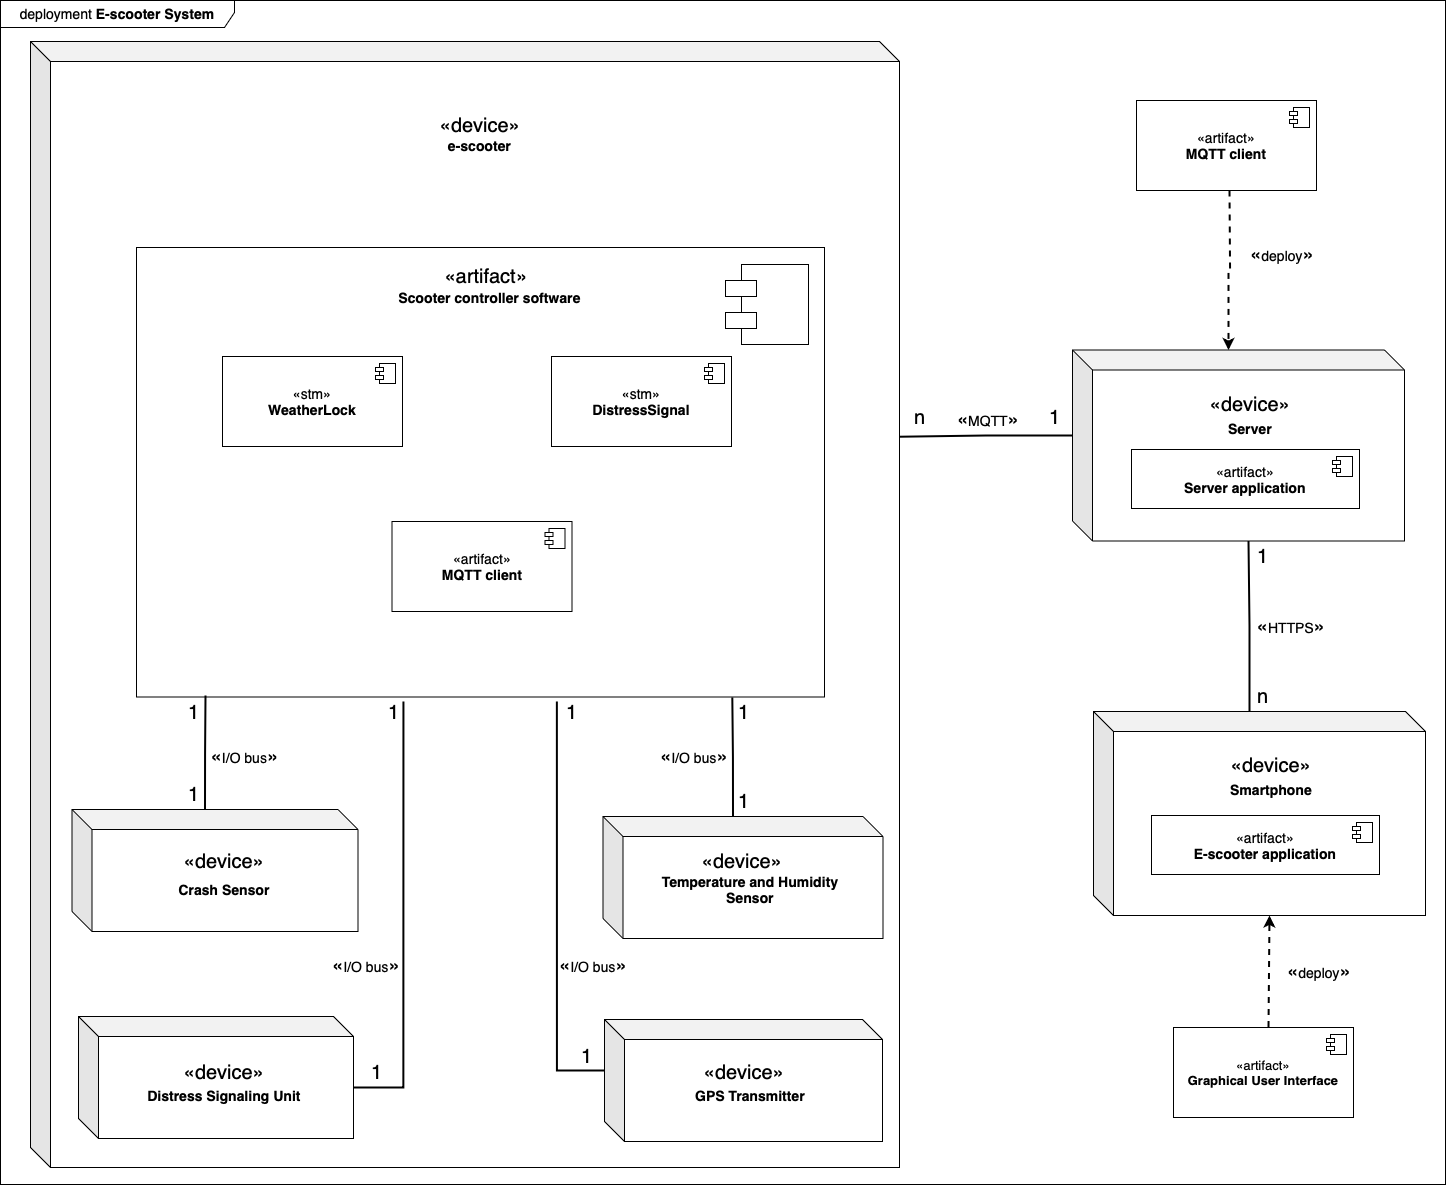 deployment E-scooter System
«device»
e-scooter
«artifact»
Scooter controller software
«stm»
WeatherLock
«stm»
DistressSignal
«artifact»
MQTT client
1
1
1
1
«I/O bus»
«I/O bus»
1
1
«device»
Crash Sensor
«device»
Temperature and Humidity
Sensor
«I/O bus»
«I/O bus»
1
1
«device»
Distress Signaling Unit
«device»
GPS Transmitter
n
«MQTT»
1
«artifact»
MQTT client
«deploy»
«device»
Server
«artifact»
Server application
1
«HTTPS»
n
«device»
Smartphone
«artifact»
E-scooter application
«deploy»
«artifact»
Graphical User Interface